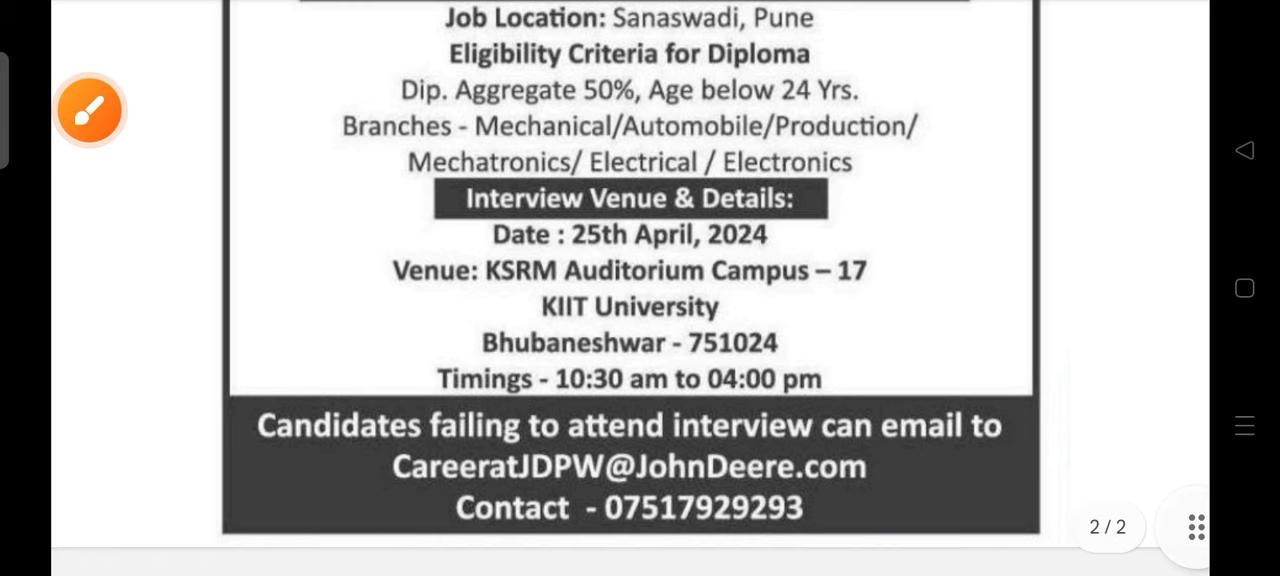 Job Location: Sanaswadi, Pune
Eligibility Criteria for Diploma
Dip. Aggregate 50%, Age below 24 Yrs.
Branches - Mechanical/Automobile/Production/
Mechatronics/ Electrical / Electronics
Interview Venue & Details:
Date : 25th April, 2024
Venue: KSRM Auditorium Campus – 17
KIIT University
Bhubaneshwar - 751024
Timings - 10:30 am to 04:00 pm
Candidates failing to attend interview can email to
CareeratJDPW@JohnDeere.com
Contact - 07517929293
2 / 2